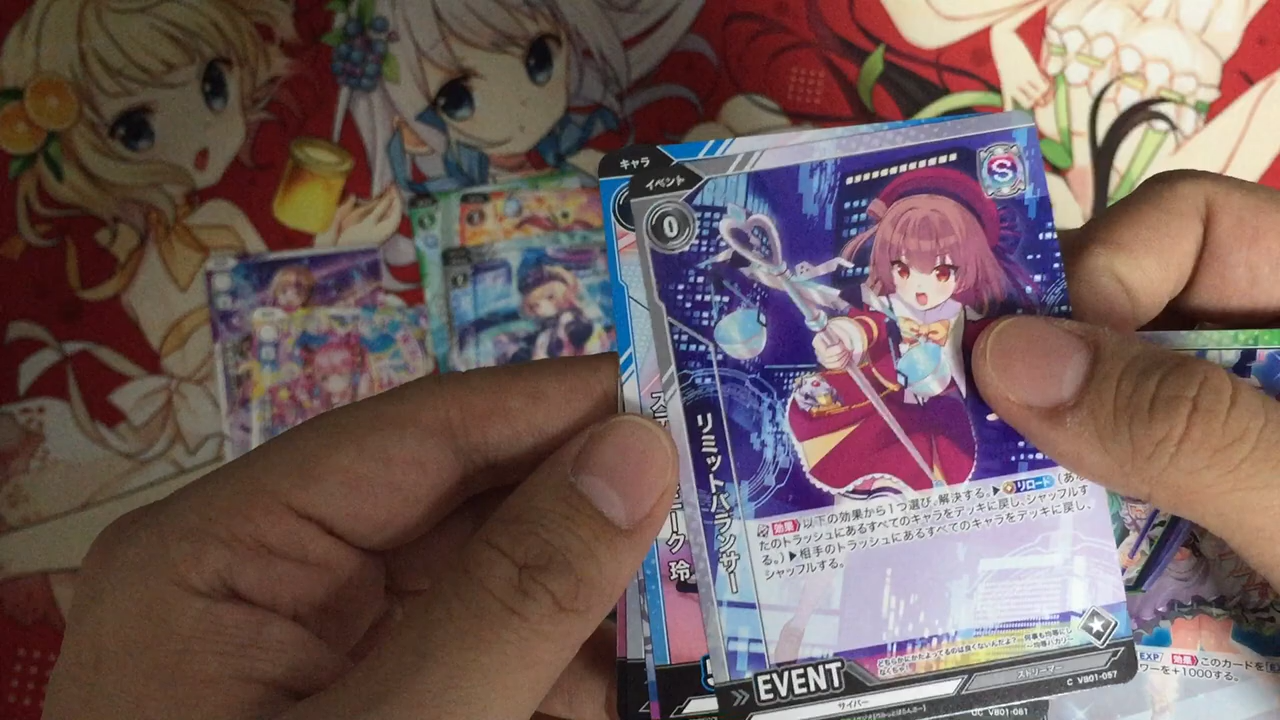 キャラ
イベント
0
S
リミットバランサー
玲
効果 以下の効果から1つ選び、解決する。▶リロード(あな
たのトラッシュにあるすべてのキャラをデッキに戻し、シャッフルす
る。)▶相手のトラッシュにあるすべてのキャラをデッキに戻し、
シャッフルする。
EVENT
サイバー
ストリーマー
C VB01-057
VB01-061
EXP/ 効果 このカードを
ワーを+1000する。